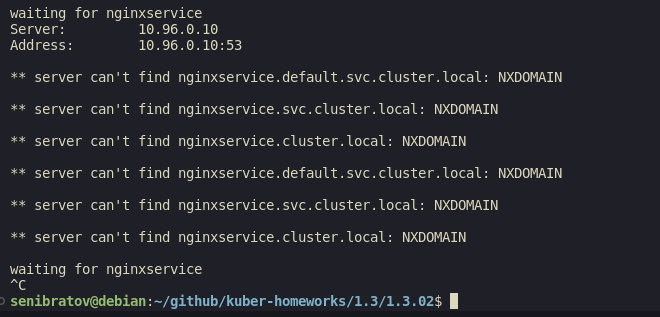 waiting for nginxservice
Server:         10.96.0.10
Address:        10.96.0.10:53
** server can't find nginxservice.default.svc.cluster.local: NXDOMAIN
** server can't find nginxservice.svc.cluster.local: NXDOMAIN
** server can't find nginxservice.cluster.local: NXDOMAIN
** server can't find nginxservice.default.svc.cluster.local: NXDOMAIN
** server can't find nginxservice.svc.cluster.local: NXDOMAIN
** server can't find nginxservice.cluster.local: NXDOMAIN
waiting for nginxservice
^C
senibratov@debian:~/github/kuber-homeworks/1.3/1.3.02$